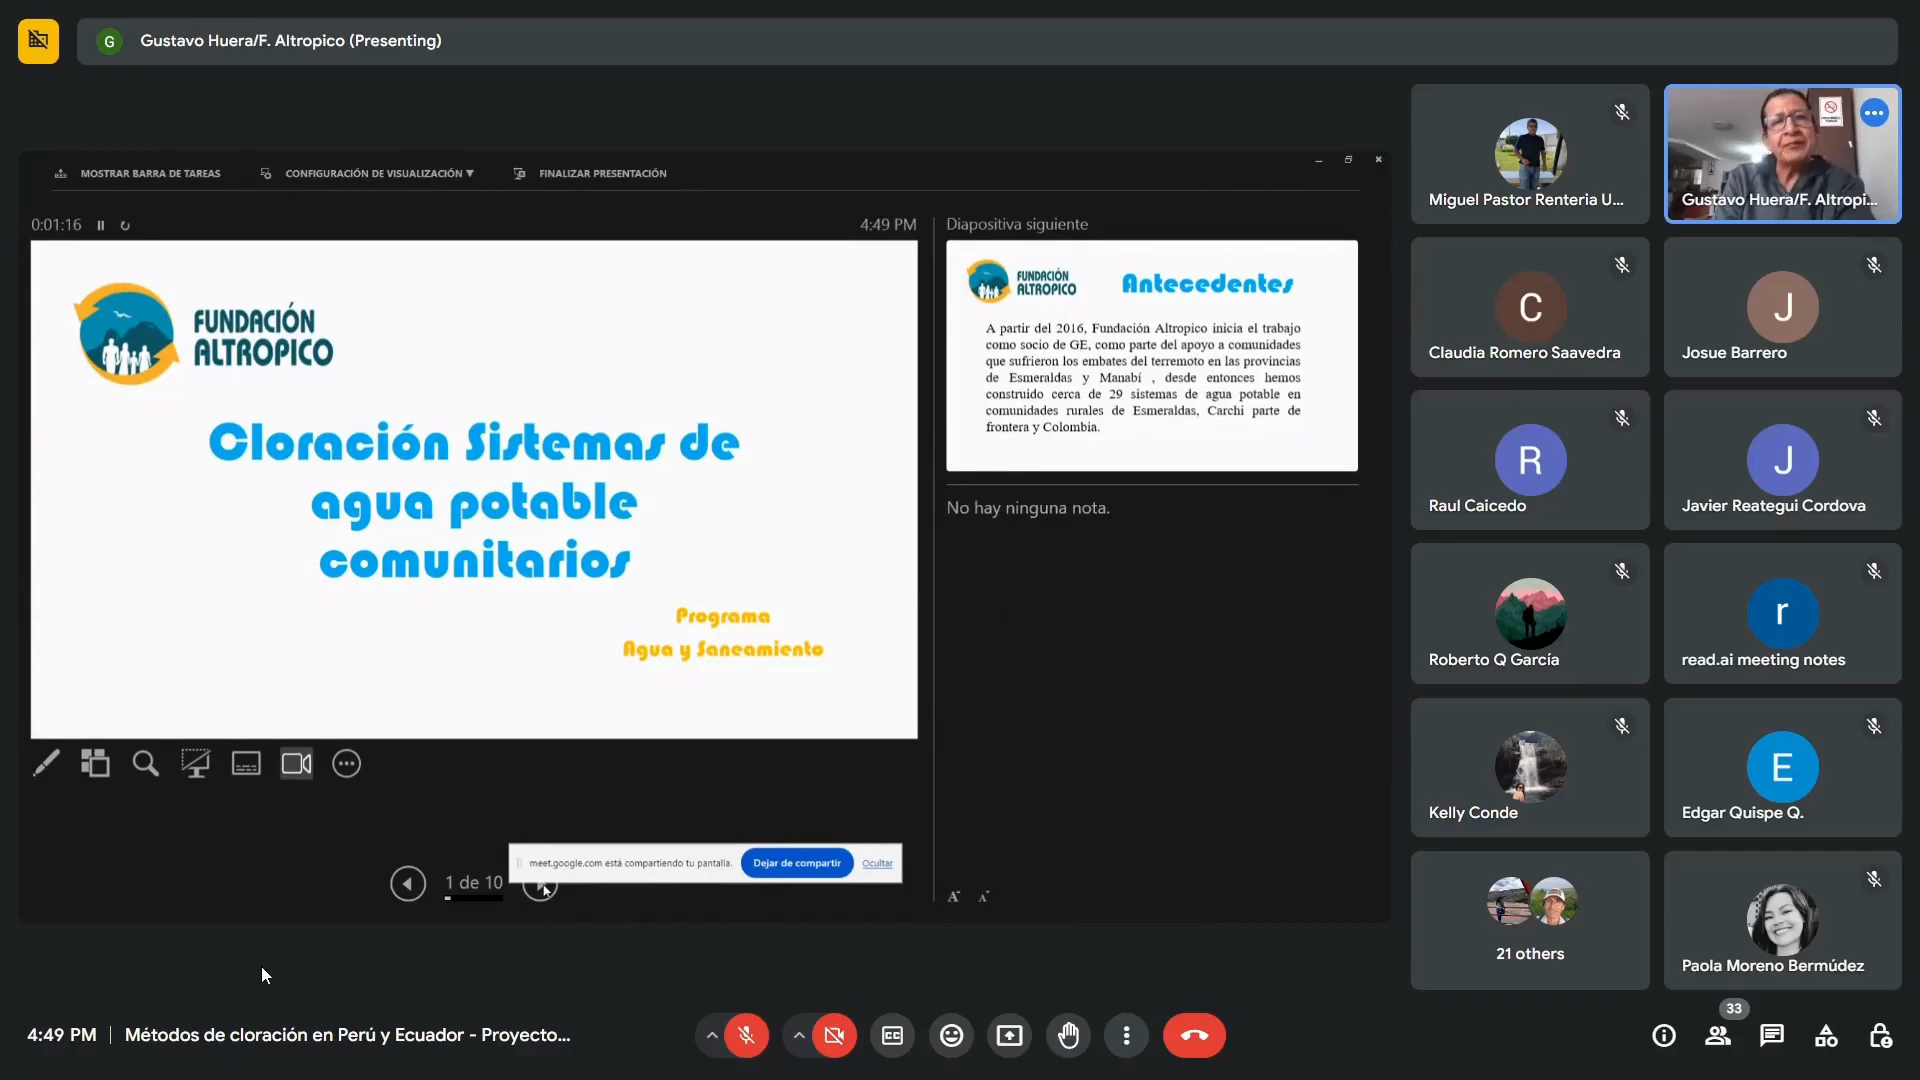 G Gustavo Huera/F. Altropico (Presenting)
MOSTRAR BARRA DE TAREAS CONFIGURACIÓN DE VISUALIZACIÓN ▼ FINALIZAR PRESENTACIÓN
0:01:16 4:49 PM
FUNDACIÓN
ALTROPICO
Cloración Sistemas de
agua potable
comunitarios
Programa
Agua y Saneamiento
Diapositiva siguiente
FUNDACIÓN
ALTROPICO
Antecedentes
A partir del 2016, Fundación Altropico inicia el trabajo
como socio de GE, como parte del apoyo a comunidades
que sufrieron los embates del terremoto en las provincias
de Esmeraldas y Manabí , desde entonces hemos
construido cerca de 29 sistemas de agua potable en
comunidades rurales de Esmeraldas, Carchi parte de
frontera y Colombia.
No hay ninguna nota.
meet.google.com está compartiendo tu pantalla. Dejar de compartir Ocultar
1 de 10
A A
Miguel Pastor Renteria U...
Gustavo Huera/F. Altropi...
C
Claudia Romero Saavedra
J
Josue Barrero
R
Raul Caicedo
J
Javier Reategui Cordova
Roberto Q García
r
read.ai meeting notes
Kelly Conde
E
Edgar Quispe Q.
21 others
Paola Moreno Bermúdez
4:49 PM | Métodos de cloración en Perú y Ecuador - Proyecto...
33